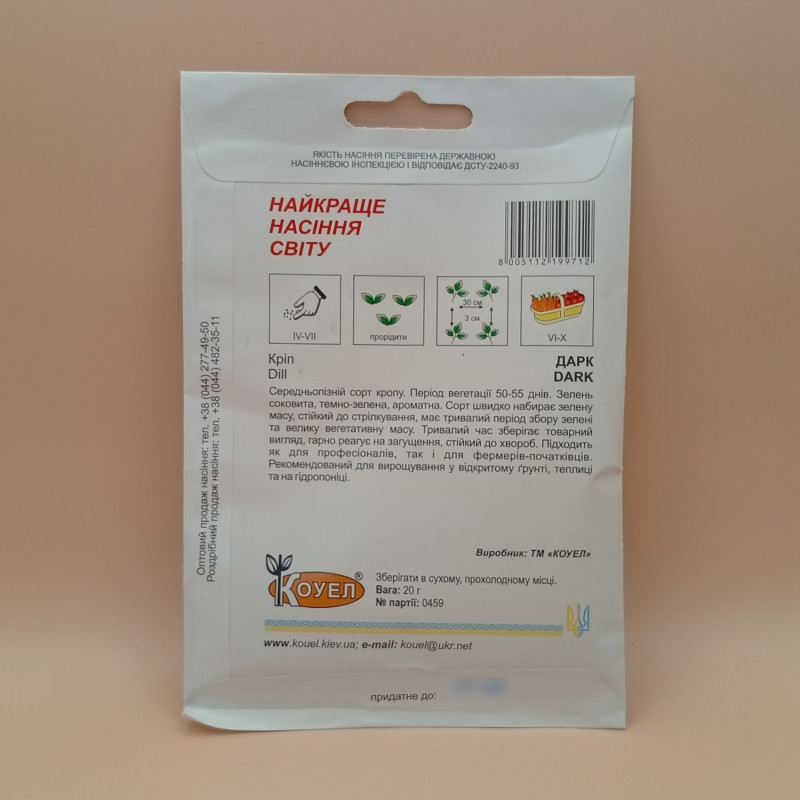 ЯКІСТЬ НАСІННЯ ПЕРЕВІРЕНА ДЕРЖАВНОЮ
НАСІННЄВОЮ ІНСПЕКЦІЄЮ І ВІДПОВІДАЄ ДСТУ-2240-93
НАЙКРАЩЕ
НАСІННЯ
СВІТУ
8 005112 199712
IV-VII
прорідити
30 см
3 см
VI-X
Кріп
Dill
ДАРК
DARK
Середньопізній сорт кропу. Період вегетації 50-55 днів. Зелень
соковита, темно-зелена, ароматна. Сорт швидко набирає зелену
масу, стійкий до стрілкування, має тривалий період збору зелені
та велику вегетативну масу. Тривалий час зберігає товарний
вигляд, гарно реагує на загущення, стійкий до хвороб. Підходить
як для професіоналів, так і для фермерів-початківців.
Рекомендований для вирощування у відкритому ґрунті, теплиці
та на гідропоніці.
Оптовий продаж насіння: тел. +38 (044) 277-49-50
Роздрібний продаж насіння: тел. +38 (044) 482-35-11
Виробник: ТМ «КОУЕЛ»
КОУЕЛ®
Зберігати в сухому, прохолодному місці.
Вага: 20 г
№ партії: 0459
www.kouel.kiev.ua; e-mail: kouel@ukr.net
придатне до: